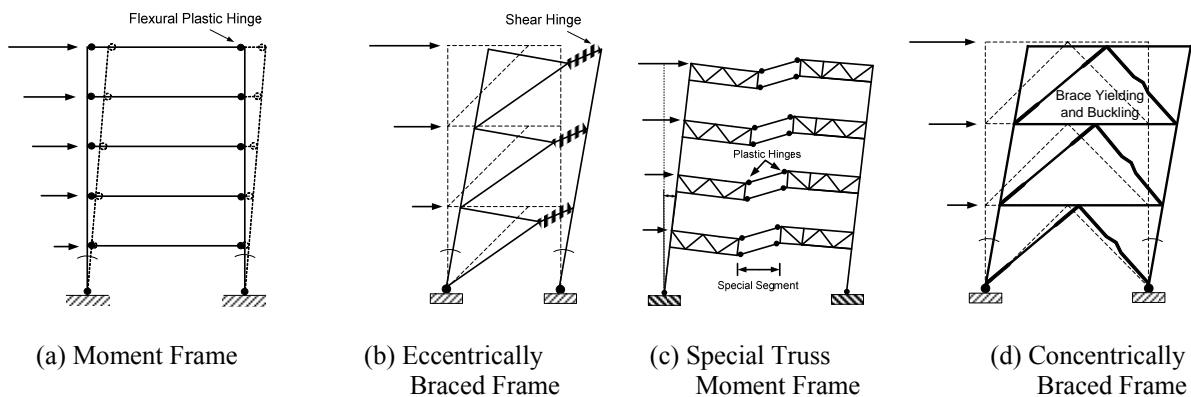 Flexural Plastic Hinge
Shear Hinge
Plastic Hinges
Special Segment
Brace Yielding
and Buckling
(a) Moment Frame
(b) Eccentrically
Braced Frame
(c) Special Truss
Moment Frame
(d) Concentrically
Braced Frame